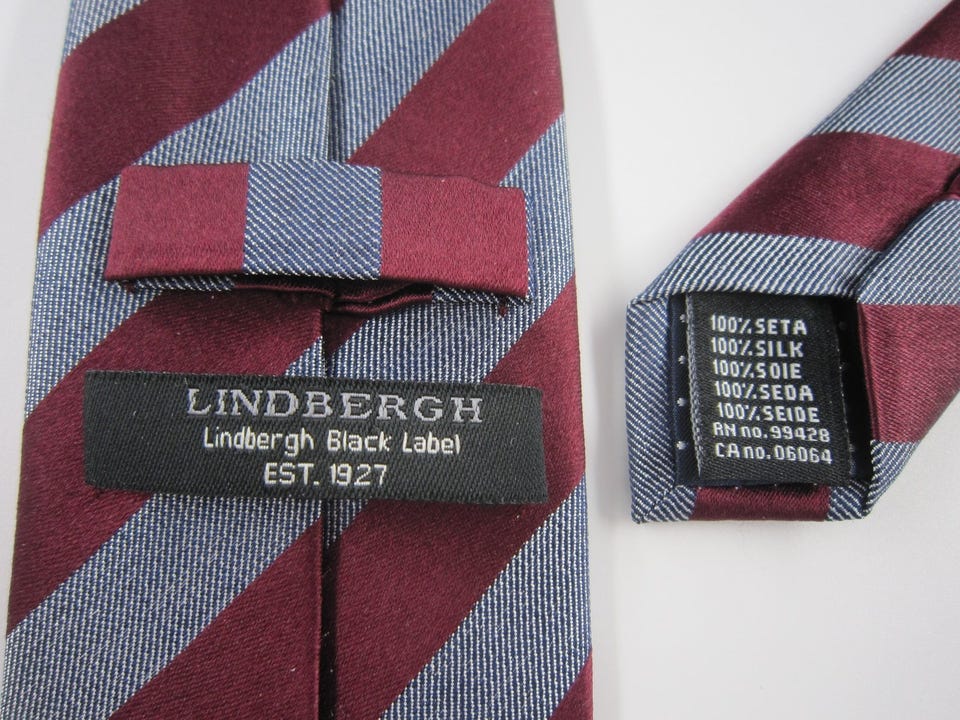 LINDBERGH
Lindbergh Black Label
EST. 1927
100% SETA
100% SILK
100% SOIE
100% SEDA
100% SEIDE
RN no. 99428
CA no. 06064